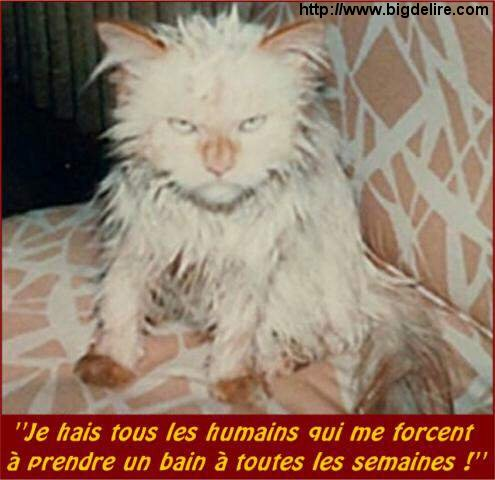 http://www.bigdelire.com
"Je hais tous les humains qui me forcent
à prendre un bain à toutes les semaines !"